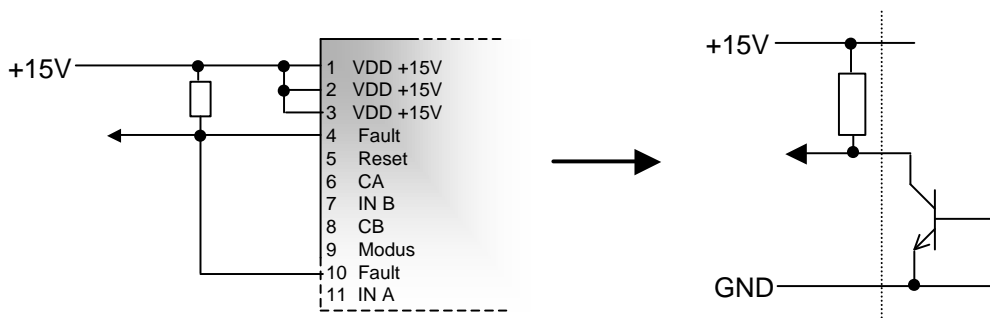 +15V
1 VDD +15V
2 VDD +15V
3 VDD +15V
4 Fault
5 Reset
6 CA
7 IN B
8 CB
9 Modus
10 Fault
11 IN A
+15V
GND